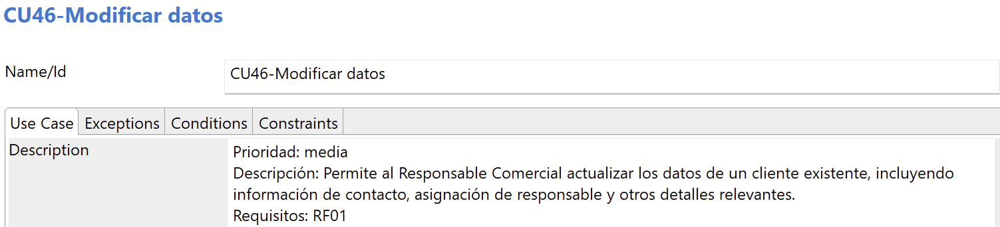 CU46-Modificar datos
Name/Id
CU46-Modificar datos
Use Case Exceptions Conditions Constraints
Description
Prioridad: media
Descripción: Permite al Responsable Comercial actualizar los datos de un cliente existente, incluyendo
información de contacto, asignación de responsable y otros detalles relevantes.
Requisitos: RF01